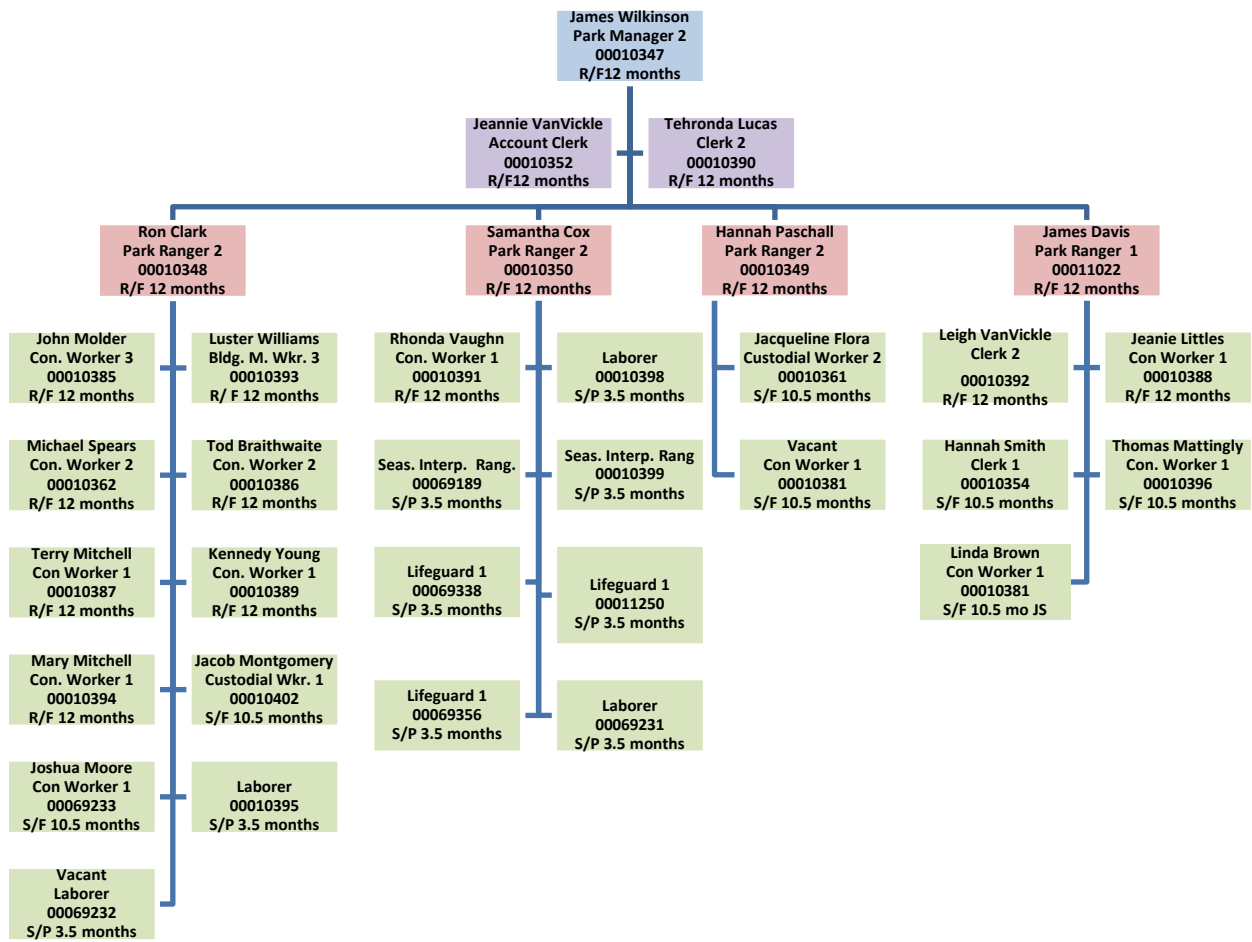 James Wilkinson
Park Manager 2
00010347
R/F12 months
Jeannie VanVickle
Account Clerk
00010352
R/F12 months
Tehronda Lucas
Clerk 2
00010390
R/F 12 months
Ron Clark
Park Ranger 2
00010348
R/F 12 months
Samantha Cox
Park Ranger 2
00010350
R/F 12 months
Hannah Paschall
Park Ranger 2
00010349
R/F 12 months
James Davis
Park Ranger  1
00011022
R/F 12 months
John Molder
Con. Worker 3
00010385
R/F 12 months
Luster Williams
Bldg. M. Wkr. 3
00010393
R/ F 12 months
Michael Spears
Con. Worker 2
00010362
R/F 12 months
Tod Braithwaite
Con. Worker 2
00010386
R/F 12 months
Terry Mitchell
Con Worker 1
00010387
R/F 12 months
Kennedy Young
Con. Worker 1
00010389
R/F 12 months
Mary Mitchell
Con. Worker 1
00010394
R/F 12 months
Jacob Montgomery
Custodial Wkr. 1
00010402
S/F 10.5 months
Joshua Moore
Con Worker 1
00069233
S/F 10.5 months
Laborer
00010395
S/P 3.5 months
Vacant
Laborer
00069232
S/P 3.5 months
Rhonda Vaughn
Con. Worker 1
00010391
R/F 12 months
Laborer
00010398
S/P 3.5 months
Seas. Interp.  Rang.
00069189
S/P 3.5 months
Seas. Interp. Rang
00010399
S/P 3.5 months
Lifeguard 1
00069338
S/P 3.5 months
Lifeguard 1
00011250
S/P 3.5 months
Lifeguard 1
00069356
S/P 3.5 months
Laborer
00069231
S/P 3.5 months
Jacqueline Flora
Custodial Worker 2
00010361
S/F 10.5 months
Vacant
Con Worker 1
00010381
S/F 10.5 months
Leigh VanVickle
Clerk 2
00010392
R/F 12 months
Jeanie Littles
Con Worker 1
00010388
R/F 12 months
Hannah Smith
Clerk 1
00010354
S/F 10.5 months
Thomas Mattingly
Con. Worker 1
00010396
S/F 10.5 months
Linda Brown
Con Worker 1
00010381
S/F 10.5 mo JS